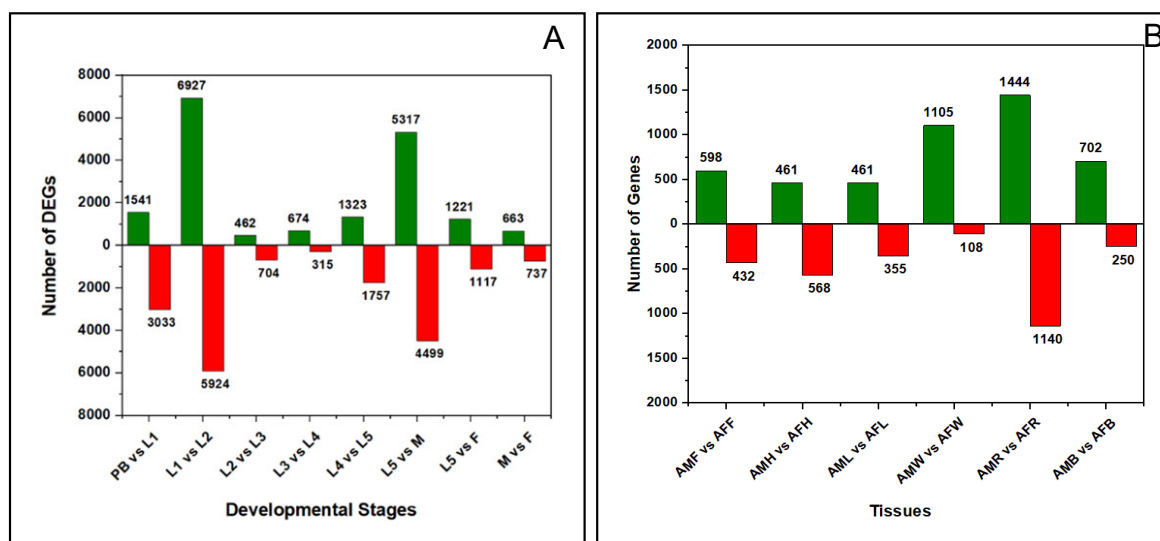 A
8000
6000
4000
2000
0
2000
4000
6000
8000
Number of DEGs
1541
6927
462
674
1323
5317
1221
663
3033
5924
704
315
1757
4499
1117
737
PB vs L1
L1 vs L2
L2 vs L3
L3 vs L4
L4 vs L5
L5 vs M
L5 vs F
M vs F
Developmental Stages
B
2000
1500
1000
500
0
500
1000
1500
2000
Number of Genes
598
461
461
1105
1444
702
432
568
355
108
1140
250
AMF vs AFF
AMH vs AFH
AML vs AFL
AMW vs AFW
AMR vs AFR
AMB vs AFB
Tissues